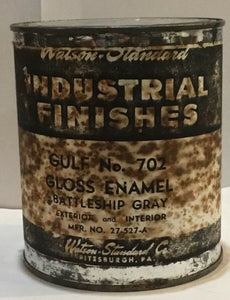 Watson-Standard
INDUSTRIAL
FINISHES
GULF No. 702
GLOSS ENAMEL
BATTLESHIP GRAY
EXTERIOR and INTERIOR
MFR. NO. 27-527-A
Watson-Standard Co.
PITTSBURGH, PA.